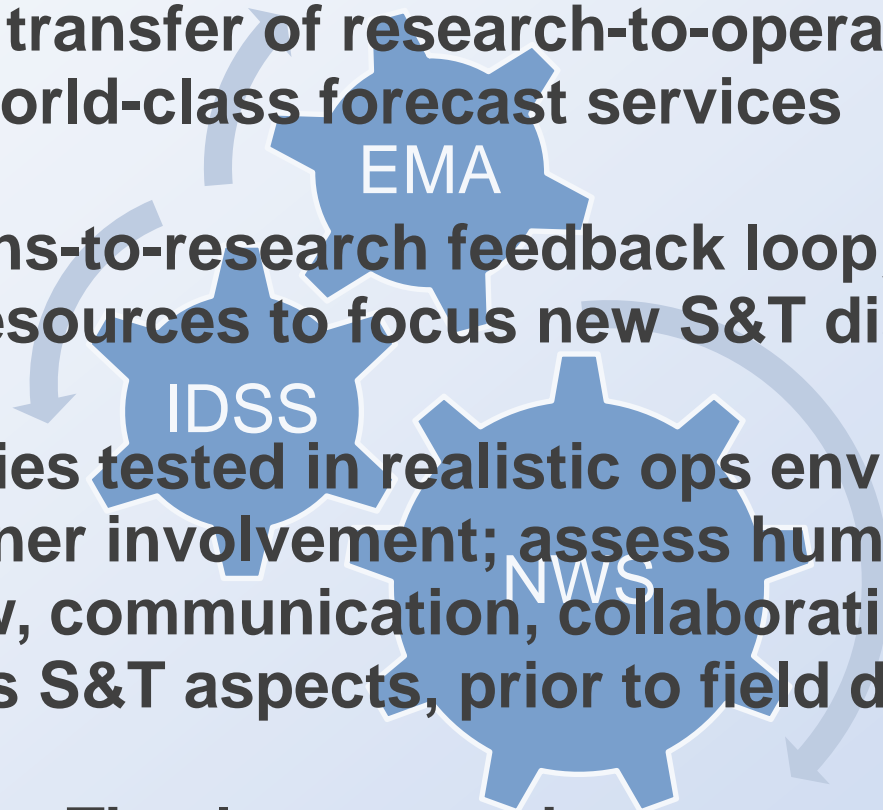 transfer of research-to-opera
orld-class forecast services
EMA
ns-to-research feedback loop
esources to focus new S&T di
IDSS
ies tested in realistic ops env
ner involvement; assess hum
NWS
, communication, collaborati
s S&T aspects, prior to field d